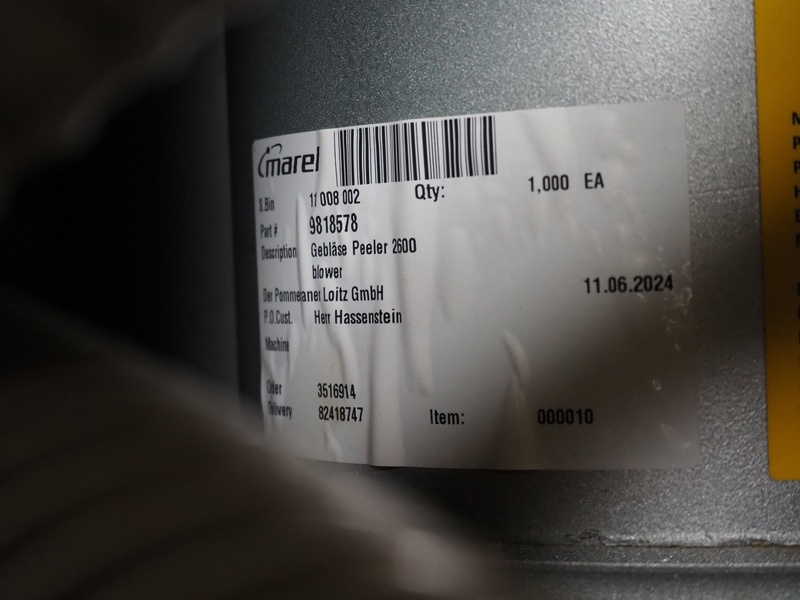 marel
S.Bin 11 008 002 Qty: 1,000 EA
Part # 9818578
Description Gebläse Peeler 2600
blower
Der Pommeraner Loitz GmbH 11.06.2024
P.O.Cust. Herr Hassenstein
Machine
Order 3516914
Delivery 82418747 Item: 000010